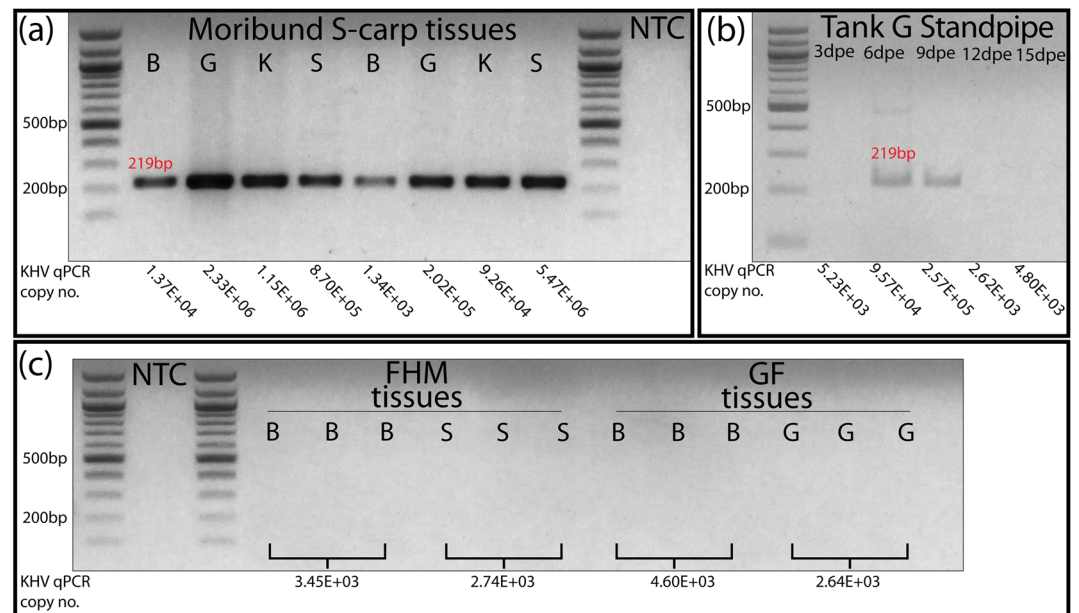 (a) Moribund S-carp tissues NTC
B G K S B G K S
500bp
219bp
200bp
KHV qPCR
copy no.
1.37E+04 2.33E+06 1.15E+06 8.70E+05 1.34E+03 2.02E+05 9.26E+04 5.47E+06
(b) Tank G Standpipe
3dpe 6dpe 9dpe 12dpe 15dpe
500bp
219bp
200bp
KHV qPCR
copy no.
5.23E+03 9.57E+04 2.57E+05 2.62E+03 4.80E+03
(c) NTC FHM GF
tissues tissues
B B B S S S B B B G G G
500bp
200bp
KHV qPCR
copy no.
3.45E+03 2.74E+03 4.60E+03 2.64E+03